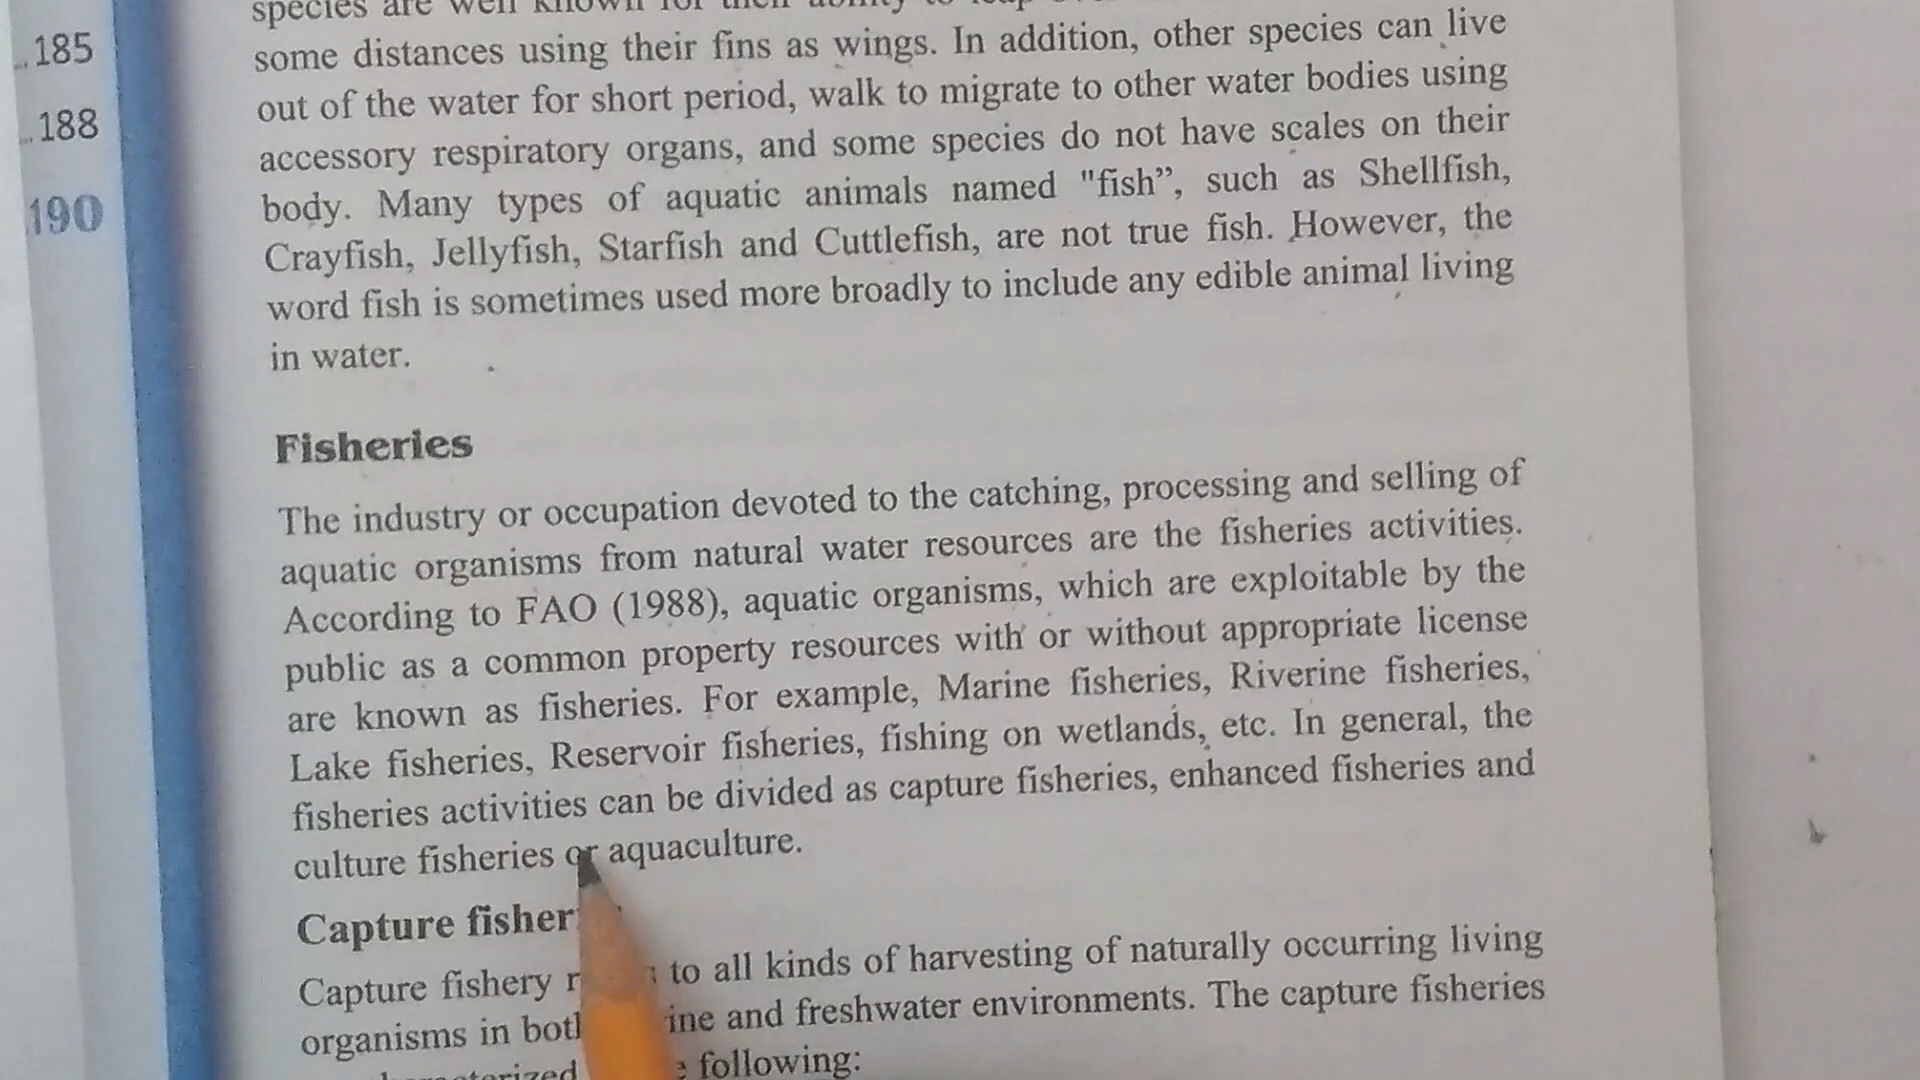 185
188
190
species are well known for their ability to leap
some distances using their fins as wings. In addition, other species can live
out of the water for short period, walk to migrate to other water bodies using
accessory respiratory organs, and some species do not have scales on their
body. Many types of aquatic animals named "fish”, such as Shellfish,
Crayfish, Jellyfish, Starfish and Cuttlefish, are not true fish. However, the
word fish is sometimes used more broadly to include any edible animal living
in water.
Fisheries
The industry or occupation devoted to the catching, processing and selling of
aquatic organisms from natural water resources are the fisheries activities.
According to FAO (1988), aquatic organisms, which are exploitable by the
public as a common property resources with or without appropriate license
are known as fisheries. For example, Marine fisheries, Riverine fisheries,
Lake fisheries, Reservoir fisheries, fishing on wetlands, etc. In general, the
fisheries activities can be divided as capture fisheries, enhanced fisheries and
culture fisheries or aquaculture.
Capture
Capture fishery to all kinds of harvesting of naturally occurring living
organisms in and freshwater environments. The capture fisheries
following: